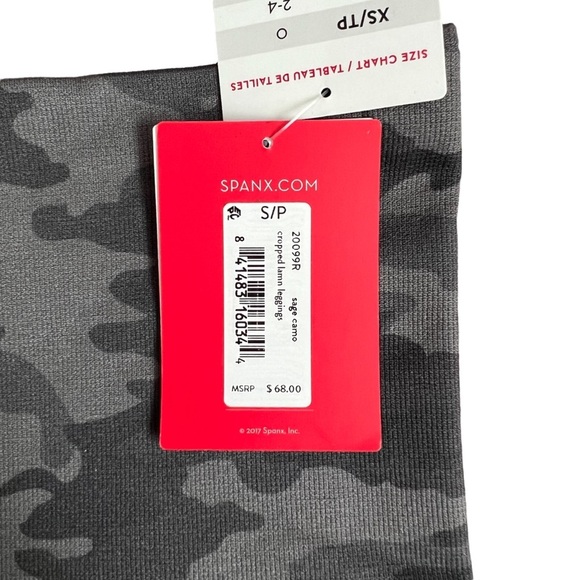 SIZE CHART / TABLEAU DE TAILLES
XS/TP
0
2-4
SPANX.COM
S/P
20099R sage camo
cropped lamn leggings
8 41483 16034 4
MSRP $ 68.00
© 2017 Spanx, Inc.